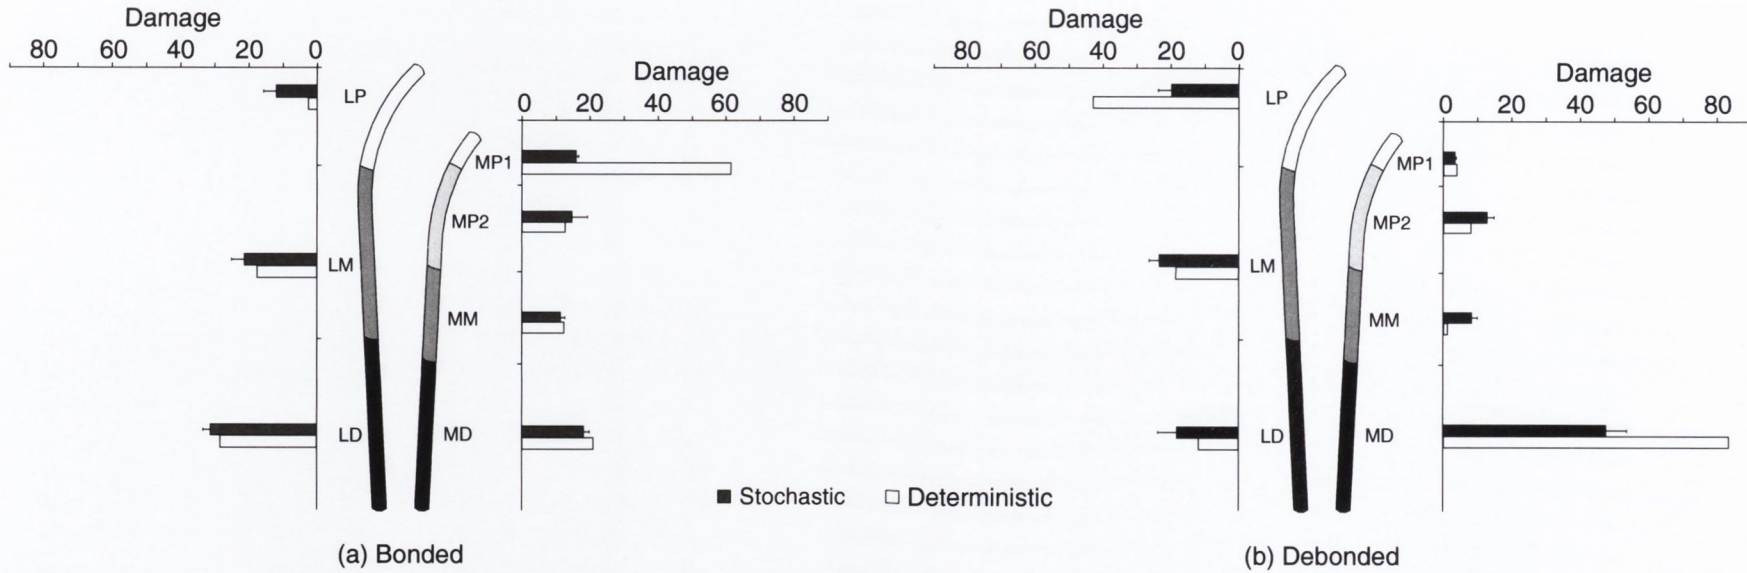 Damage
80 60 40 20 0
LP
LM
LD
Damage
0 20 40 60 80
MP1
MP2
MM
MD
(a) Bonded
Stochastic Deterministic
Damage
80 60 40 20 0
LP
LM
LD
Damage
0 20 40 60 80
MP1
MP2
MM
MD
(b) Debonded